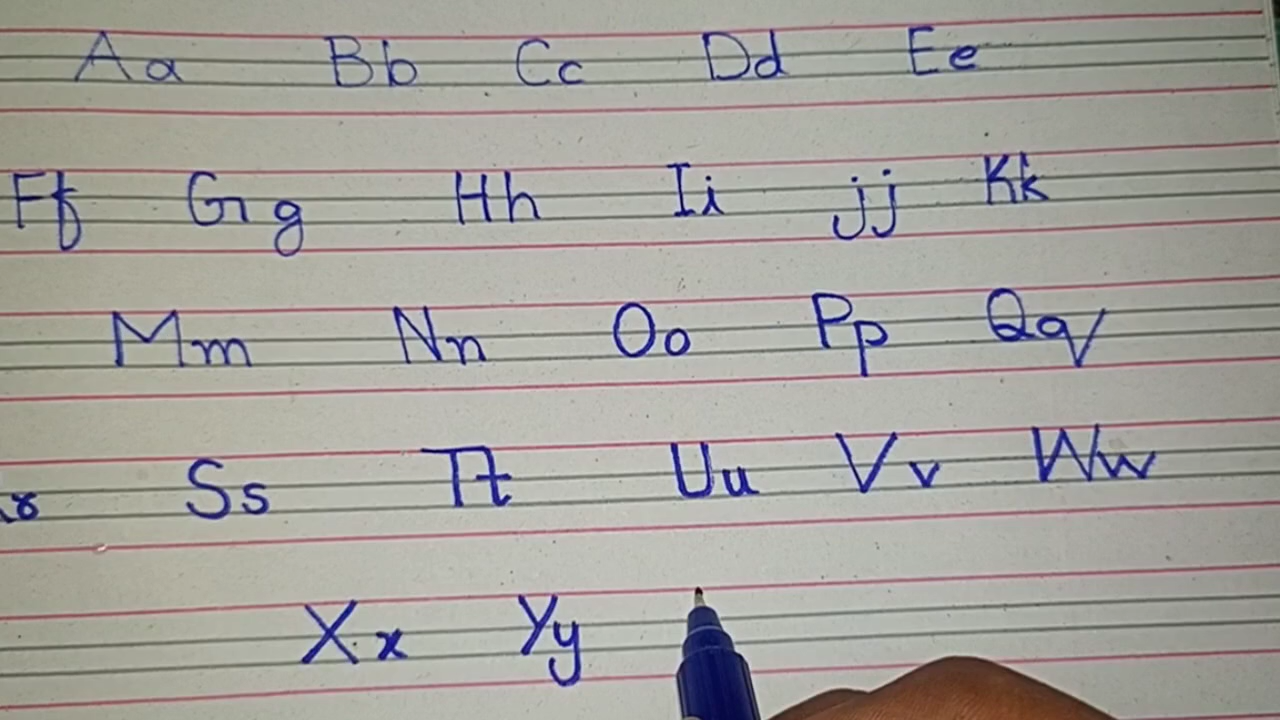 Aa Bb Cc Dd Ee
Ff Gg Hh Ii jj Kk
Mm Nn Oo Pp Qq
Ss Tt Uu Vv Ww
Xx Yy